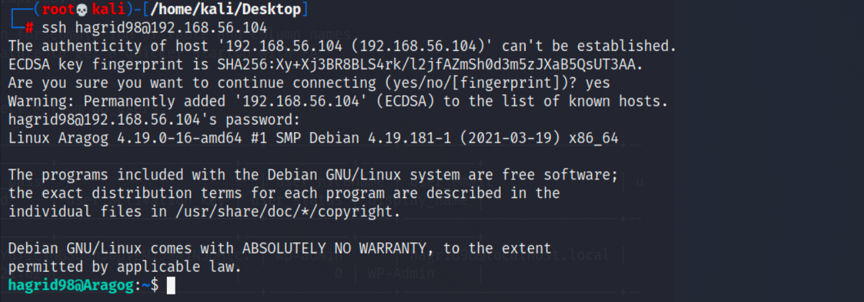 (root💀kali)-[/home/kali/Desktop]
# ssh hagrid98@192.168.56.104
The authenticity of host '192.168.56.104 (192.168.56.104)' can't be established.
ECDSA key fingerprint is SHA256:Xy+Xj3BR8BLS4rk/l2jfAZmSh0d3m5zJXaB5QsUT3AA.
Are you sure you want to continue connecting (yes/no/[fingerprint])? yes
Warning: Permanently added '192.168.56.104' (ECDSA) to the list of known hosts.
hagrid98@192.168.56.104's password:
Linux Aragog 4.19.0-16-amd64 #1 SMP Debian 4.19.181-1 (2021-03-19) x86_64
The programs included with the Debian GNU/Linux system are free software;
the exact distribution terms for each program are described in the
individual files in /usr/share/doc/*/copyright.
Debian GNU/Linux comes with ABSOLUTELY NO WARRANTY, to the extent
permitted by applicable law.
hagrid98@Aragog:~$